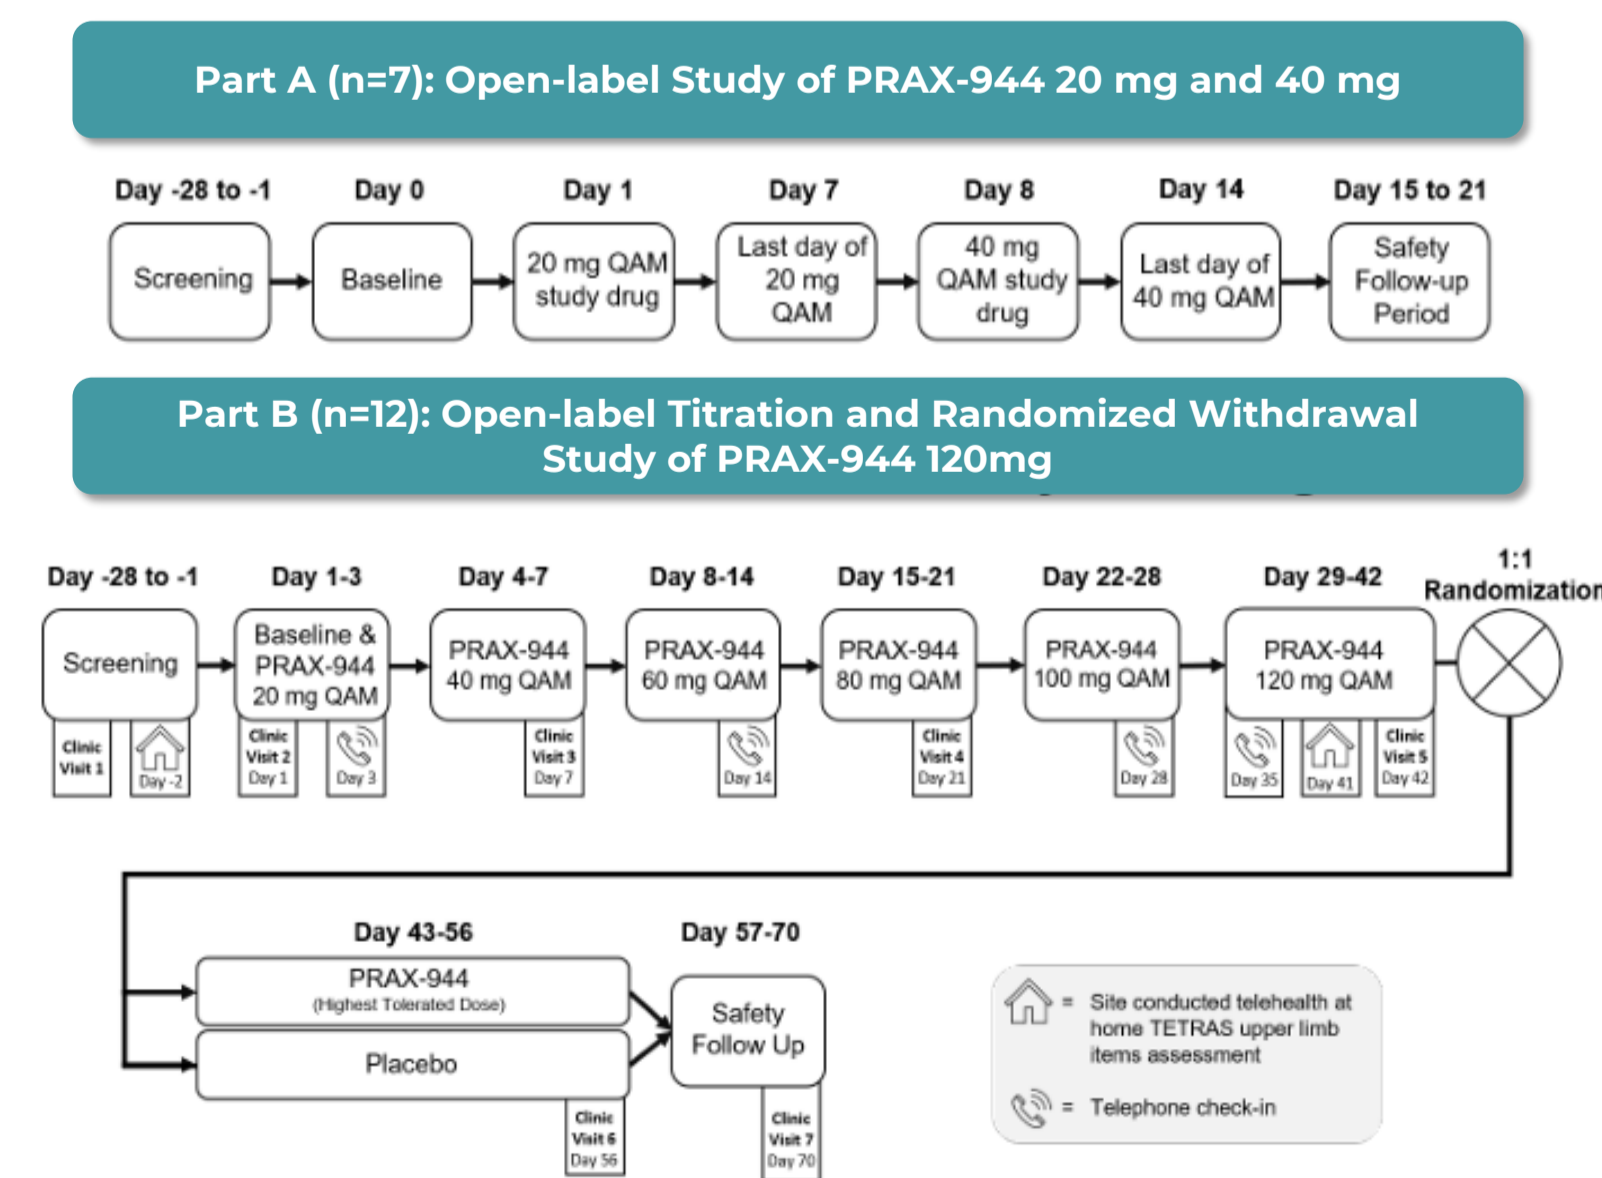 Part A (n=7): Open-label Study of PRAX-944 20 mg and 40 mg
Day -28 to -1
Day 0
Day 1
Day 7
Day 8
Day 14
Day 15 to 21
Screening
Baseline
20 mg QAM
study drug
Last day of
20 mg
QAM
40 mg
QAM study
drug
Last day of
40 mg QAM
Safety
Follow-up
Period
Part B (n=12): Open-label Titration and Randomized Withdrawal
Study of PRAX-944 120mg
Day -28 to -1
Day 1-3
Day 4-7
Day 8-14
Day 15-21
Day 22-28
Day 29-42
1:1
Randomization
Screening
Baseline &
PRAX-944
20 mg QAM
PRAX-944
40 mg QAM
PRAX-944
60 mg QAM
PRAX-944
80 mg QAM
PRAX-944
100 mg QAM
PRAX-944
120 mg QAM
Clinic
Visit 1
Day -2
Clinic
Visit 2
Day 1
Day 3
Clinic
Visit 3
Day 7
Day 14
Clinic
Visit 4
Day 21
Day 28
Day 35
Day 41
Clinic
Visit 5
Day 42
Day 43-56
Day 57-70
PRAX-944
(Highest Tolerated Dose)
Placebo
Safety
Follow Up
Clinic
Visit 6
Day 56
Clinic
Visit 7
Day 70
= Site conducted telehealth at
home TETRAS upper limb
items assessment
= Telephone check-in